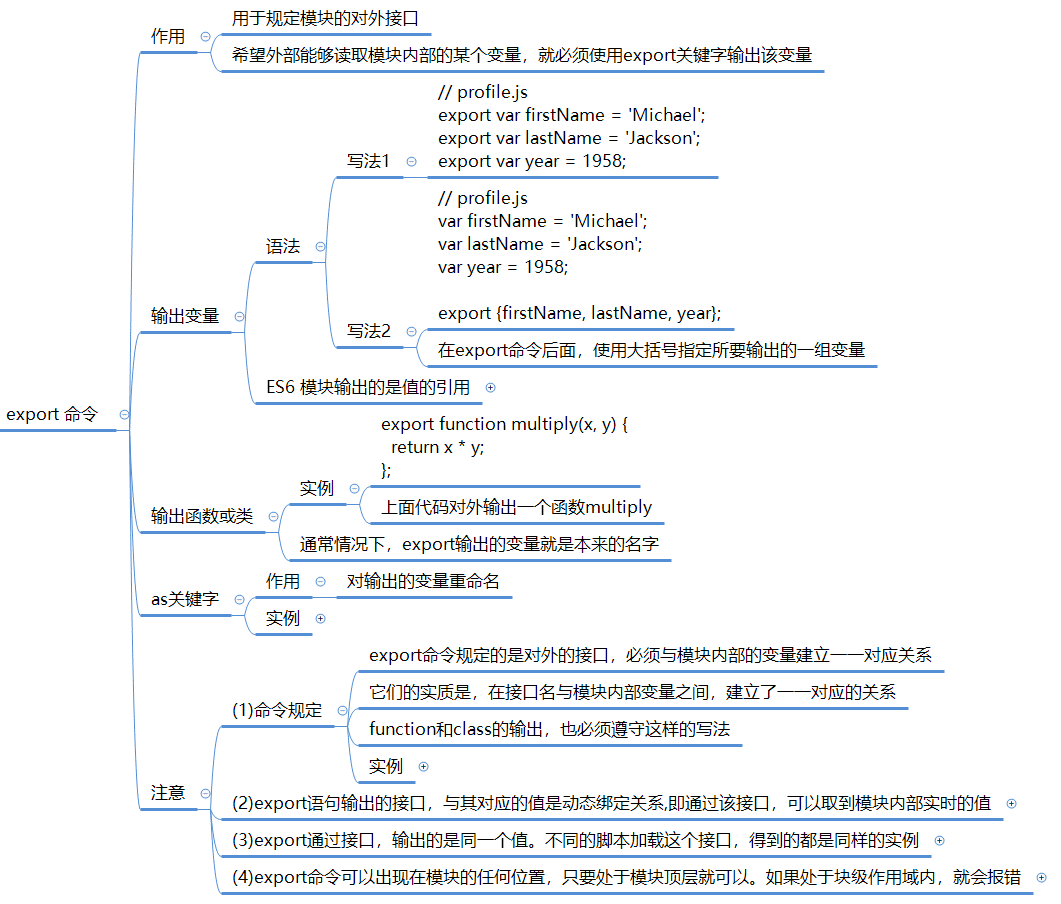 export 命令
作用
用于规定模块的对外接口
希望外部能够读取模块内部的某个变量，就必须使用export关键字输出该变量
输出变量
语法
写法1
// profile.js
export var firstName = 'Michael';
export var lastName = 'Jackson';
export var year = 1958;
写法2
// profile.js
var firstName = 'Michael';
var lastName = 'Jackson';
var year = 1958;
export {firstName, lastName, year};
在export命令后面，使用大括号指定所要输出的一组变量
ES6 模块输出的是值的引用
输出函数或类
实例
export function multiply(x, y) {
return x * y;
};
上面代码对外输出一个函数multiply
通常情况下，export输出的变量就是本来的名字
as关键字
作用
对输出的变量重命名
实例
注意
(1)命令规定
export命令规定的是对外的接口，必须与模块内部的变量建立一一对应关系
它们的实质是，在接口名与模块内部变量之间，建立了一一对应的关系
function和class的输出，也必须遵守这样的写法
实例
(2)export语句输出的接口，与其对应的值是动态绑定关系,即通过该接口，可以取到模块内部实时的值
(3)export通过接口，输出的是同一个值。不同的脚本加载这个接口，得到的都是同样的实例
(4)export命令可以出现在模块的任何位置，只要处于模块顶层就可以。如果处于块级作用域内，就会报错